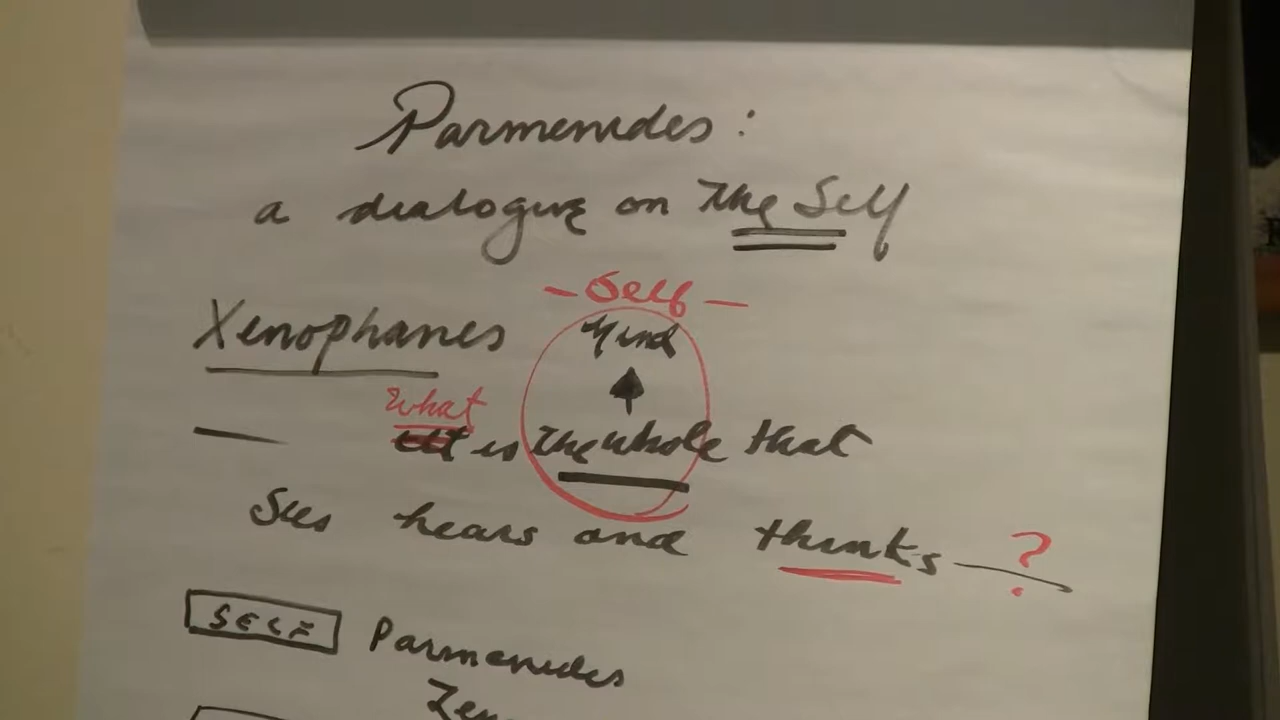 Parmenides:
a dialogue on The Self
- Self -
Xenophanes
Mind
What
is the whole that
Sees hears and thinks — ?
SELF
Parmenides
Zen